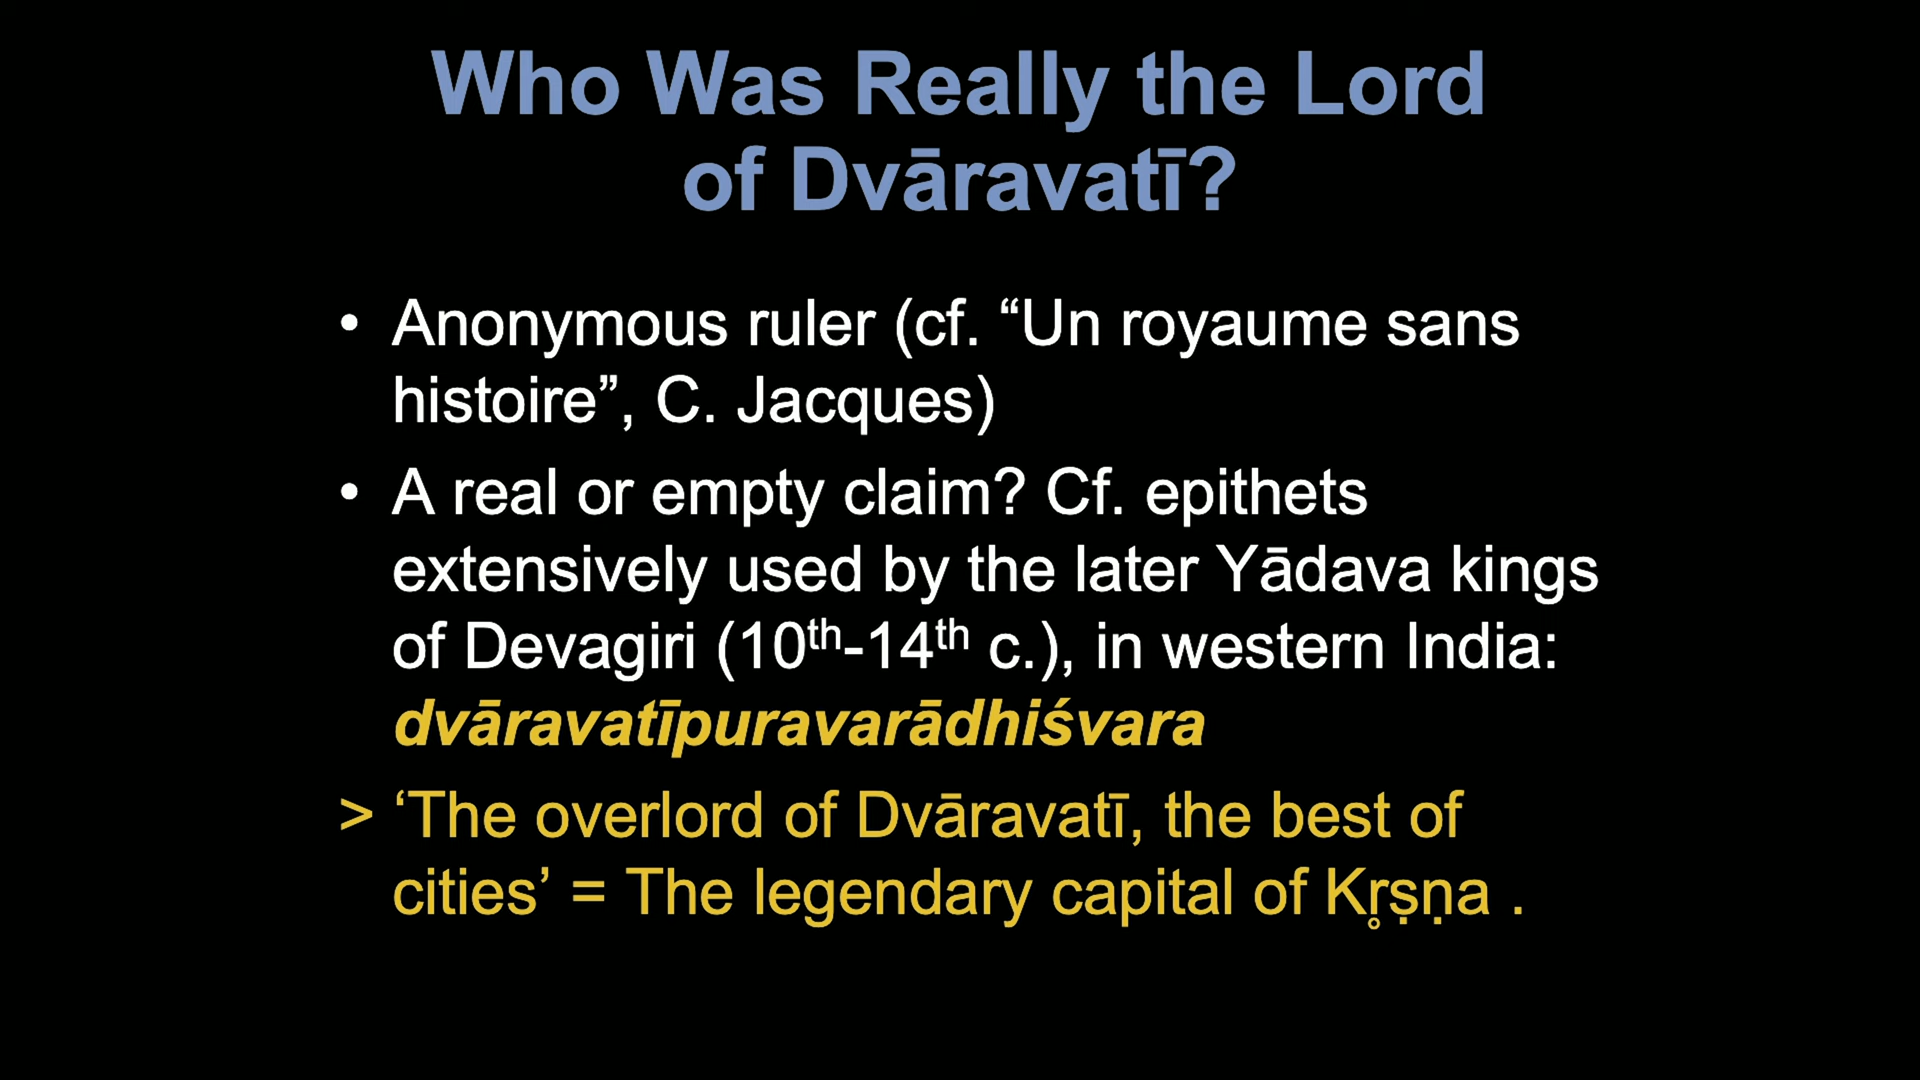 Who Was Really the Lord
of Dvāravatī?
• Anonymous ruler (cf. “Un royaume sans
histoire”, C. Jacques)
• A real or empty claim? Cf. epithets
extensively used by the later Yādava kings
of Devagiri (10th-14th c.), in western India:
dvāravatīpuravarādhiśvara
> ‘The overlord of Dvāravatī, the best of
cities’ = The legendary capital of Kr̥ṣṇa .